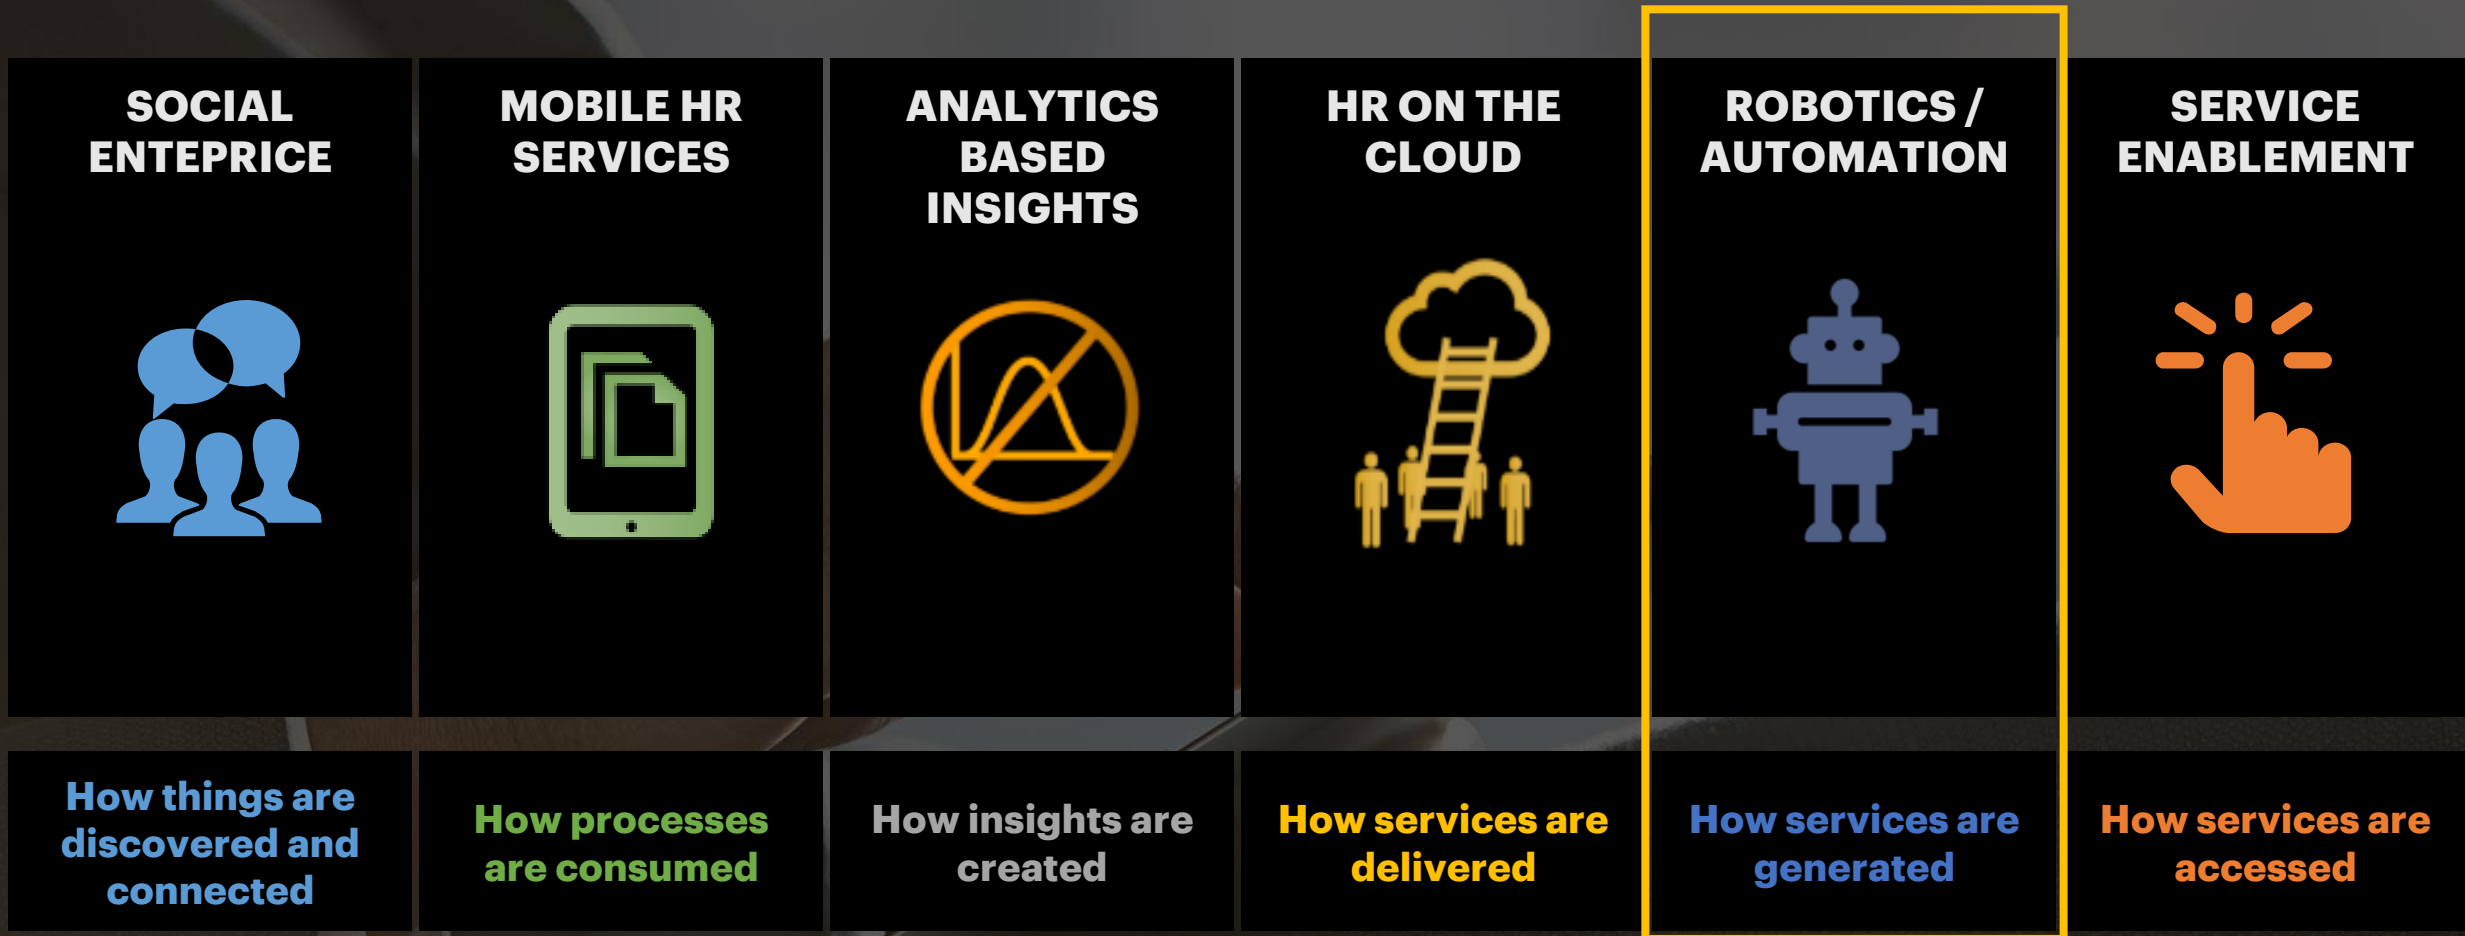 SOCIAL
ENTEPRICE
MOBILE HR
SERVICES
ANALYTICS
BASED
INSIGHTS
HR ON THE
CLOUD
ROBOTICS /
AUTOMATION
SERVICE
ENABLEMENT
How things are
discovered and
connected
How processes
are consumed
How insights are
created
How services are
delivered
How services are
generated
How services are
accessed